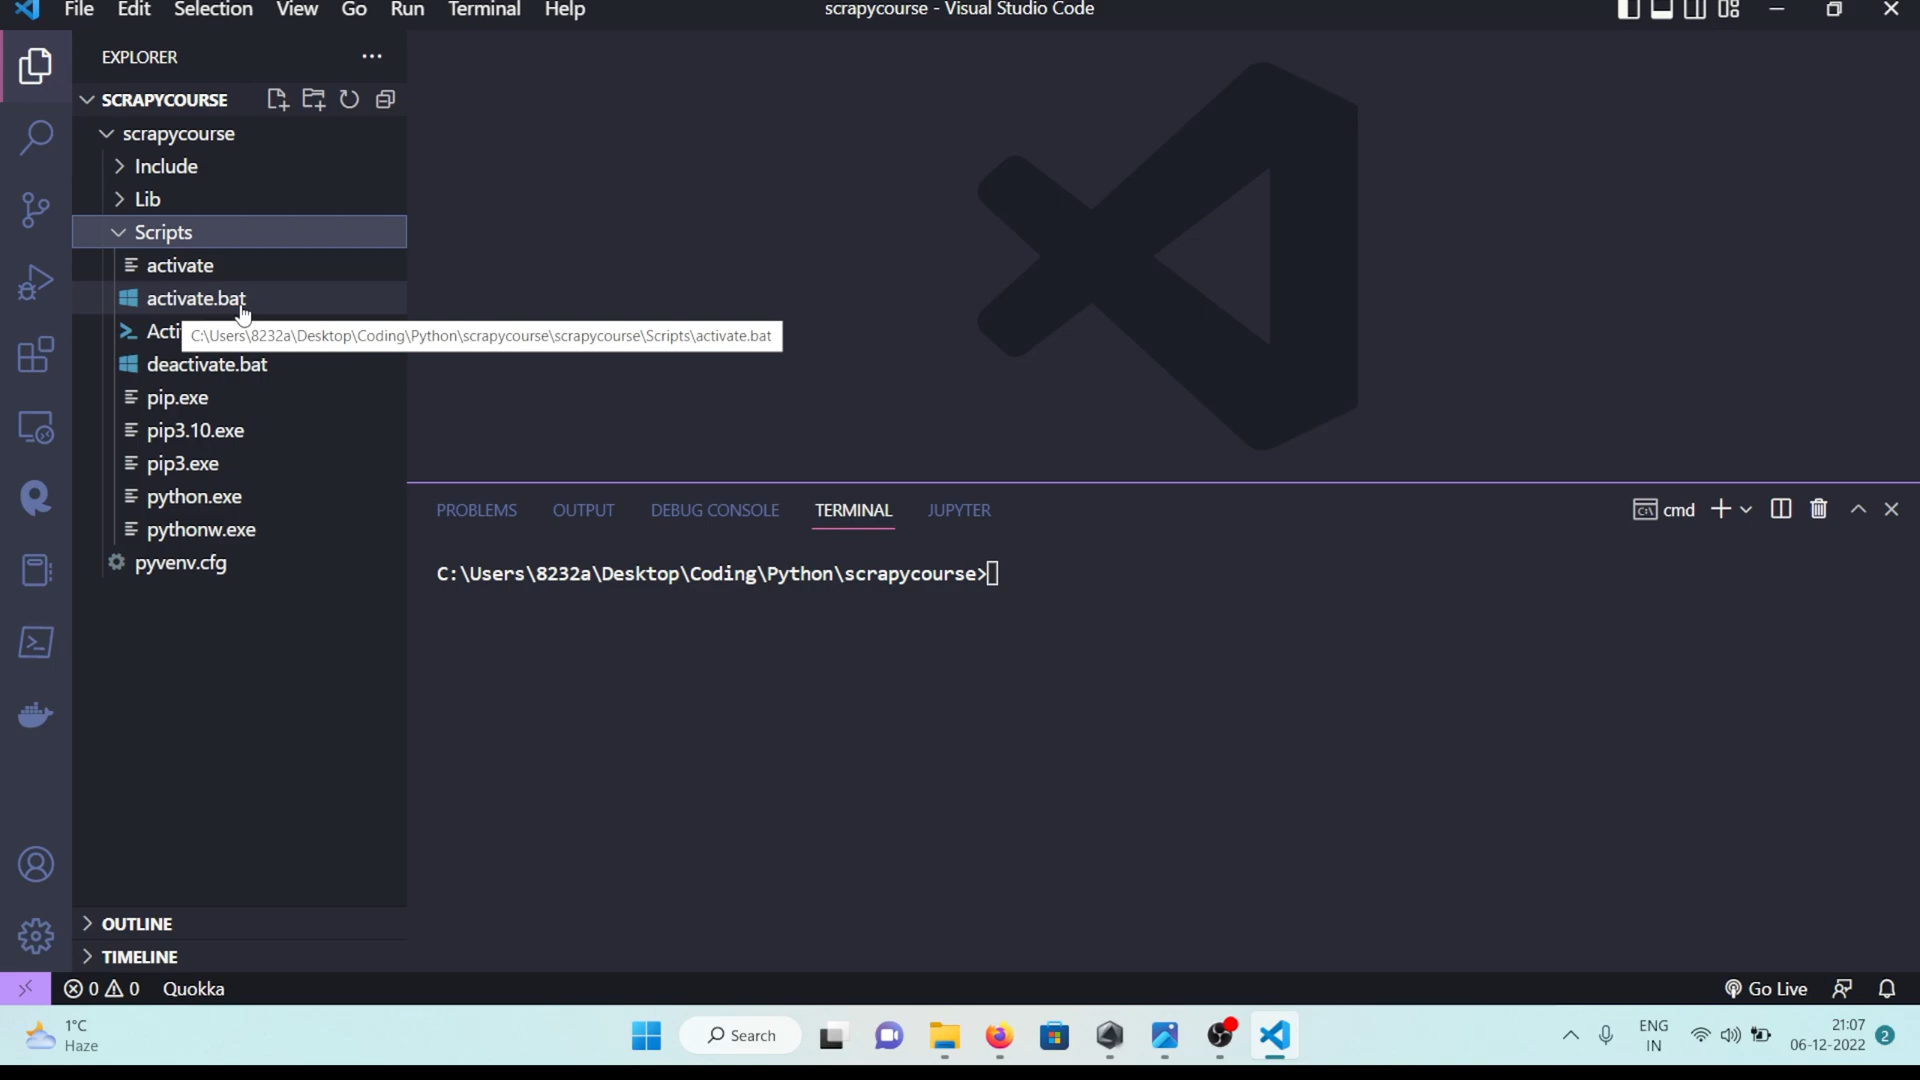 File Edit Selection View Go Run Terminal Help
scrapycourse - Visual Studio Code
EXPLORER
SCRAPYCOURSE
scrapycourse
Include
Lib
Scripts
activate
activate.bat
Acti
C:\Users\8232a\Desktop\Coding\Python\scrapycourse\scrapycourse\Scripts\activate.bat
deactivate.bat
pip.exe
pip3.10.exe
pip3.exe
python.exe
pythonw.exe
pyvenv.cfg
OUTLINE
TIMELINE
PROBLEMS OUTPUT DEBUG CONSOLE TERMINAL JUPYTER
cmd
C:\Users\8232a\Desktop\Coding\Python\scrapycourse>
0 0 Quokka
Go Live
1°C
Haze
Search
ENG
IN
21:07
06-12-2022
2